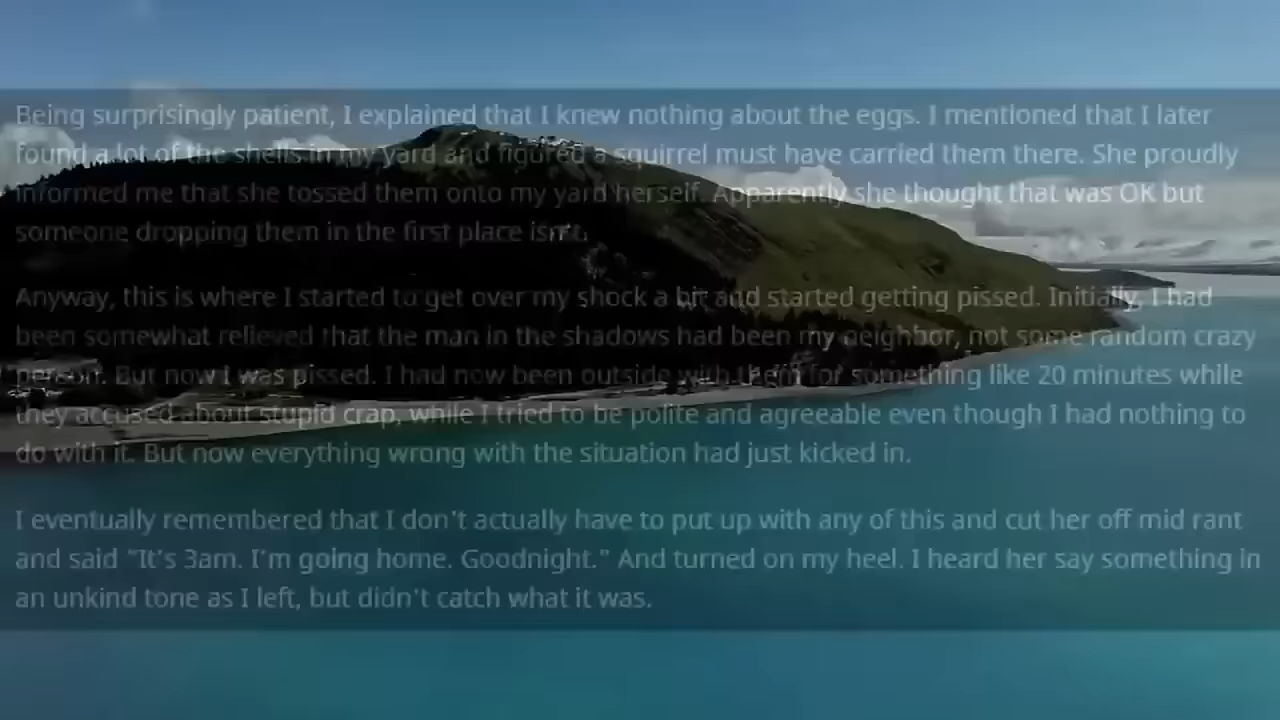 Being surprisingly patient, I explained that I knew nothing about the eggs. I mentioned that I later
found a lot of the shells in my yard and figured a squirrel must have carried them there. She proudly
informed me that she tossed them onto my yard herself. Apparently she thought that was OK but
someone dropping them in the first place isn't.
Anyway, this is where I started to get over my shock a bit and started getting pissed. Initially, I had
been somewhat relieved that the man in the shadows had been my neighbor, not some random crazy
person. But now I was pissed. I had now been outside with them for something like 20 minutes while
they accused about stupid crap, while I tried to be polite and agreeable even though I had nothing to
do with it. But now everything wrong with the situation had just kicked in.
I eventually remembered that I don't actually have to put up with any of this and cut her off mid rant
and said "It's 3am. I'm going home. Goodnight." And turned on my heel. I heard her say something in
an unkind tone as I left, but didn't catch what it was.